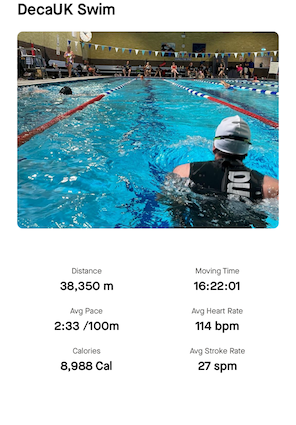 DecaUK Swim
Distance
Moving Time
38,350 m
16:22:01
Avg Pace
Avg Heart Rate
2:33 /100m
114 bpm
Calories
Avg Stroke Rate
8,988 Cal
27 spm